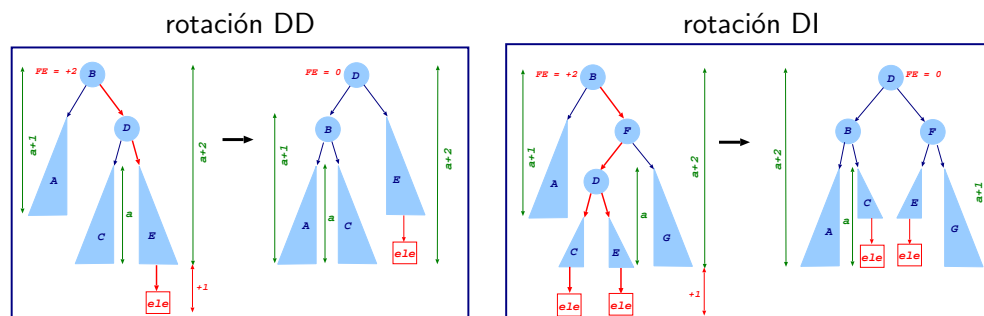 rotación DD
FE = +2
B
D
A
C
E
a+1
a
a+2
ele
+1
FE = 0
D
B
A
C
E
a+1
a
a+2
ele
rotación DI
FE = +2
B
F
D
A
C
E
G
a+1
a
a+2
ele
ele
+1
D
FE = 0
B
F
A
C
E
G
a+2
a
a+1
ele
ele